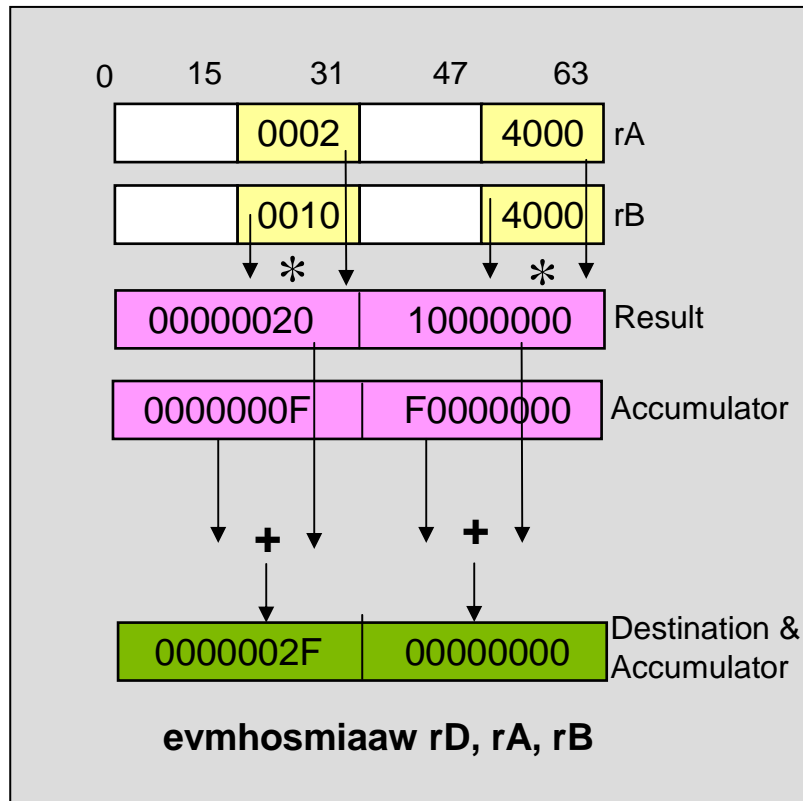 0 15 31 47 63
0002 4000 rA
0010 4000 rB
* *
00000020 10000000 Result
0000000F F0000000 Accumulator
+ +
0000002F 00000000 Destination &
Accumulator
evmhosmiaaw rD, rA, rB